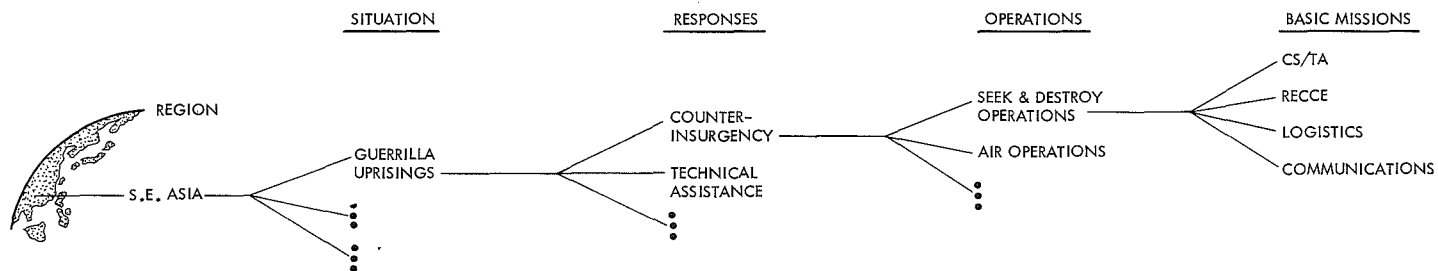 SITUATION
RESPONSES
OPERATIONS
BASIC MISSIONS
REGION
S.E. ASIA
GUERRILLA
UPRISINGS
COUNTER-
INSURGENCY
TECHNICAL
ASSISTANCE
SEEK & DESTROY
OPERATIONS
AIR OPERATIONS
CS/TA
RECCE
LOGISTICS
COMMUNICATIONS